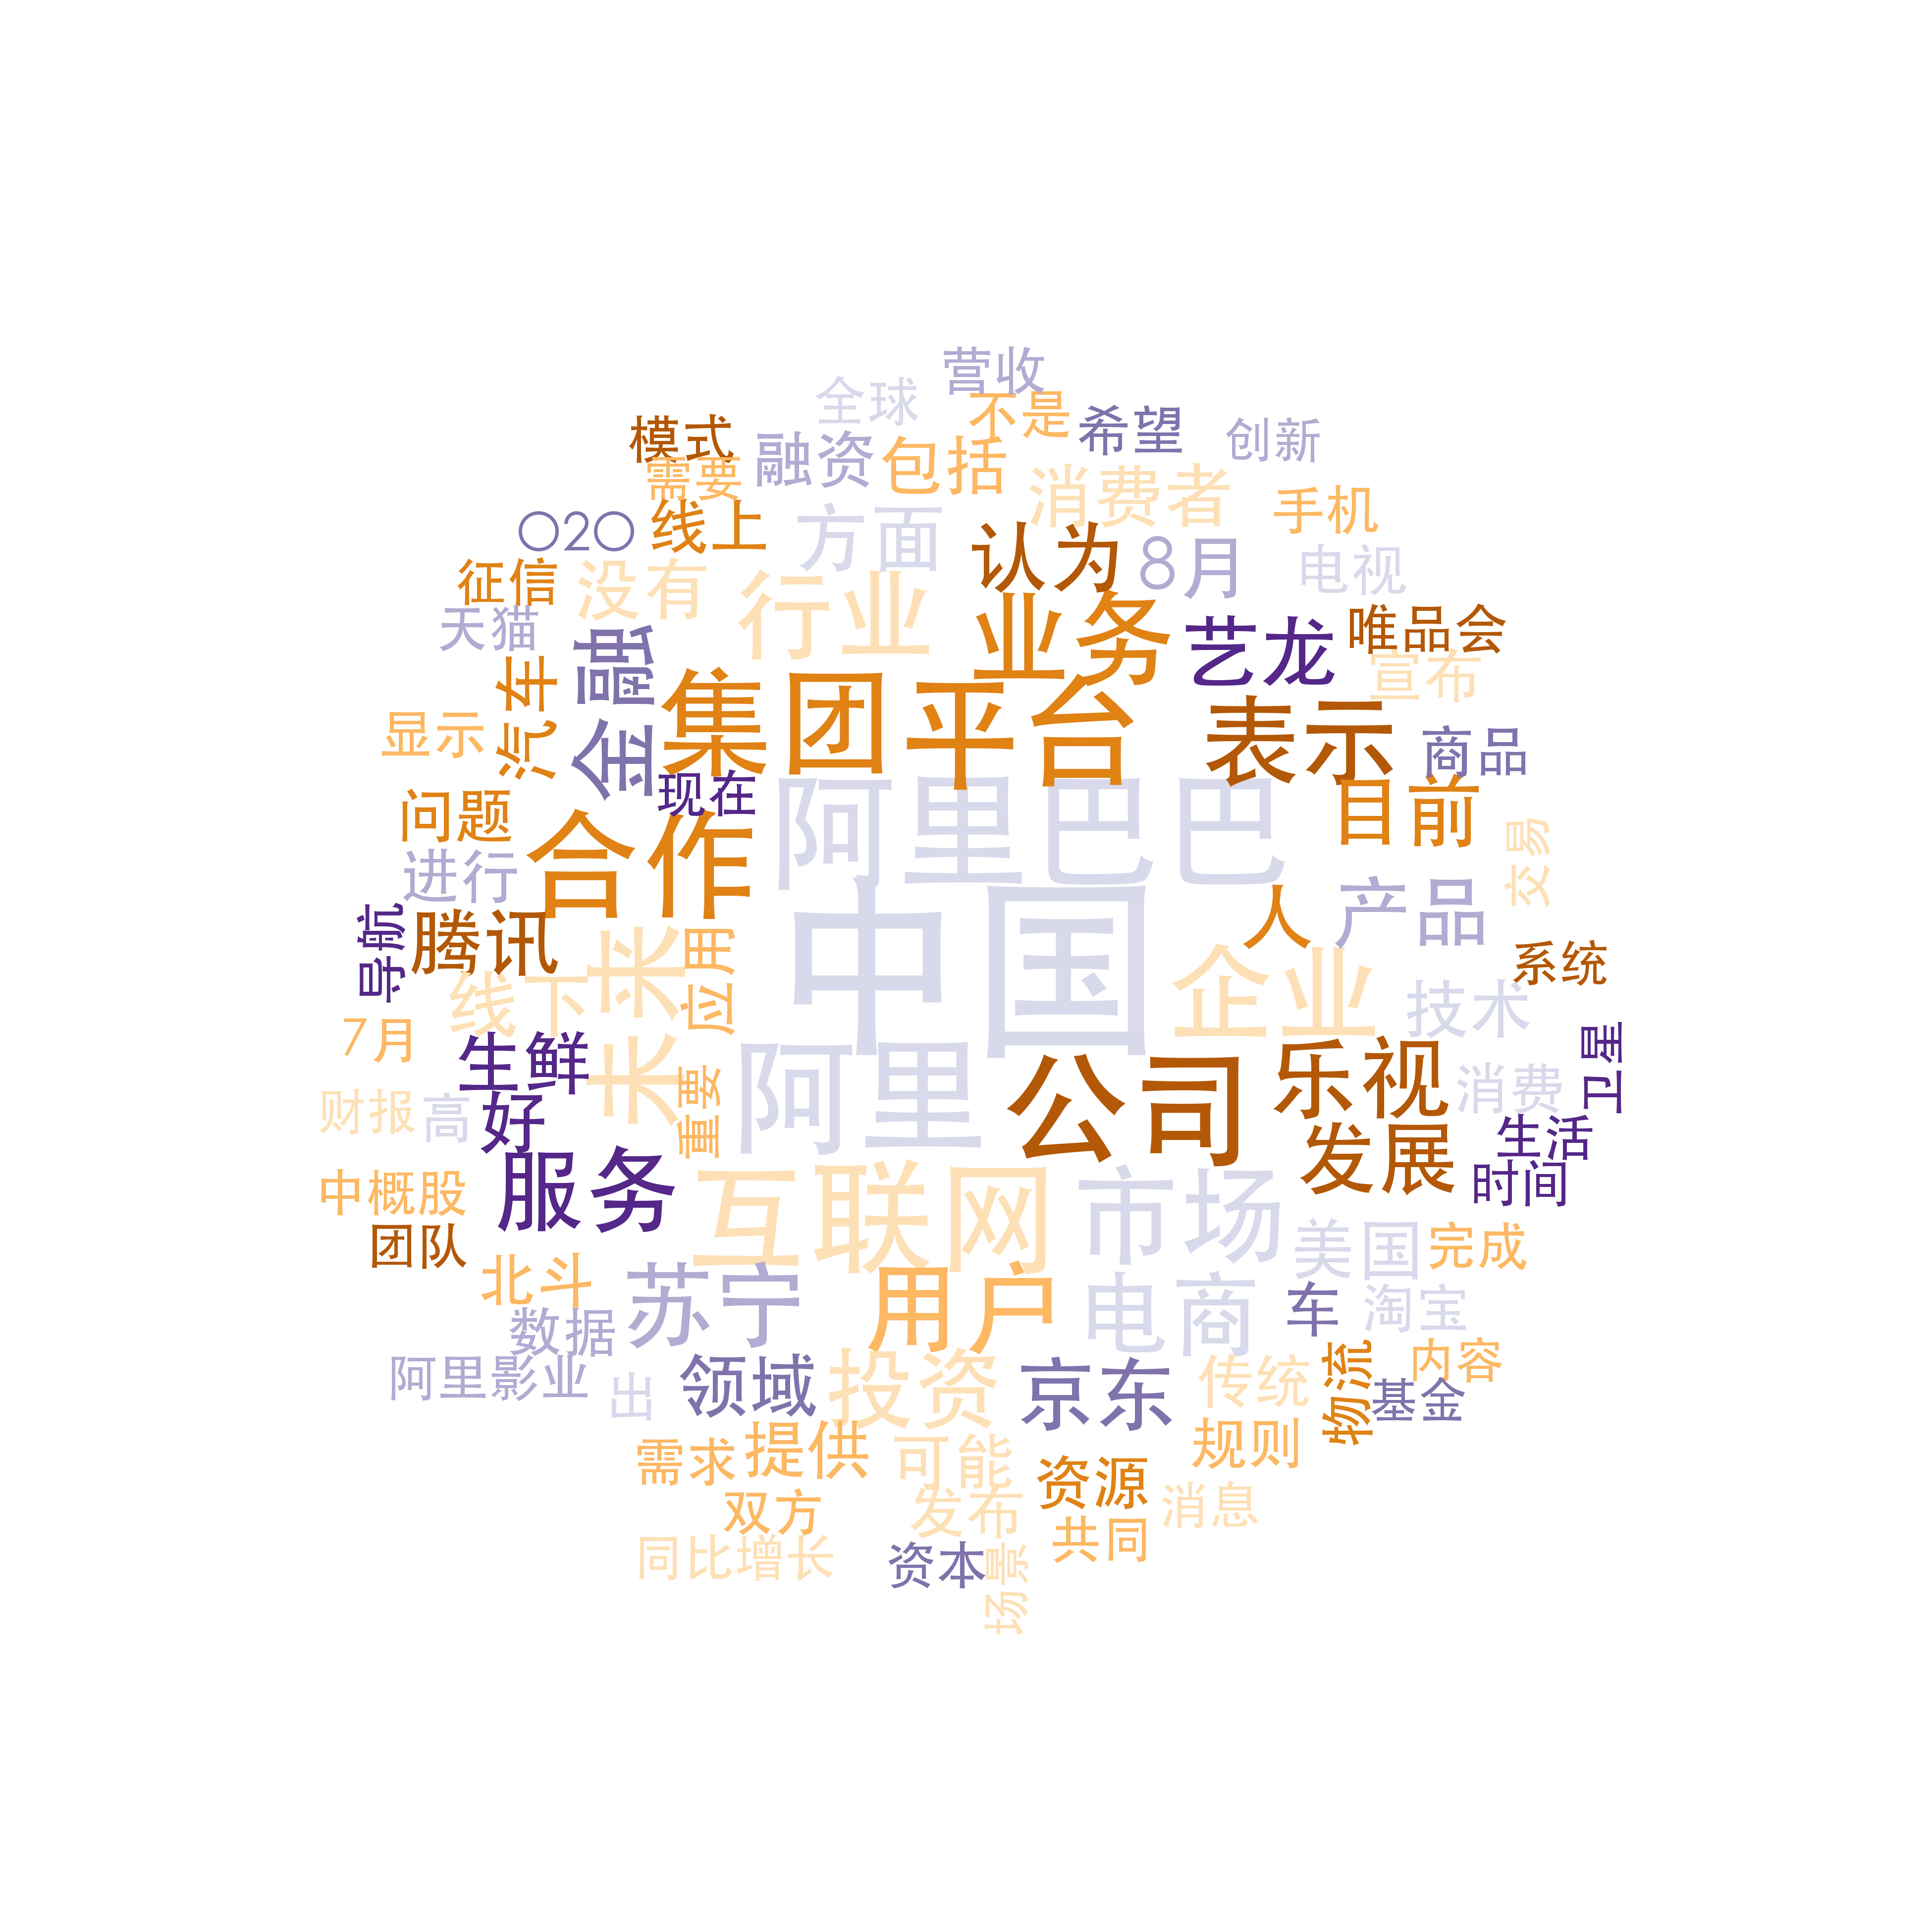 营收
全球
不是
希望
创新
模式
融资
包括
需要
消费者
手机
O2O
线上
方面
认为
8月
电视
征信
没有
行业
天猫
业务
艺龙
唯品会
宣布
金融
汽车
集团
平台
表示
商品
显示
现在
目前
问题
合作
阿里巴巴
交易
进行
人
产品
导航
腾讯
未来
应用
中国
企业
系统
线下
技术
7月
生鲜
重要
阿里
公司
乐视
消费
卫星
财报
高
好
发展
生活
时间
中概股
服务
互联网
市场
美国
完成
团队
北斗
苏宁
用户
电商
车
淘宝
数据
物流
内容
阿里影业
出
领域
投资
京东
传统
基金
需求
提供
可能
资源
规则
双方
发布
消息
共同
同比增长
资本
场景